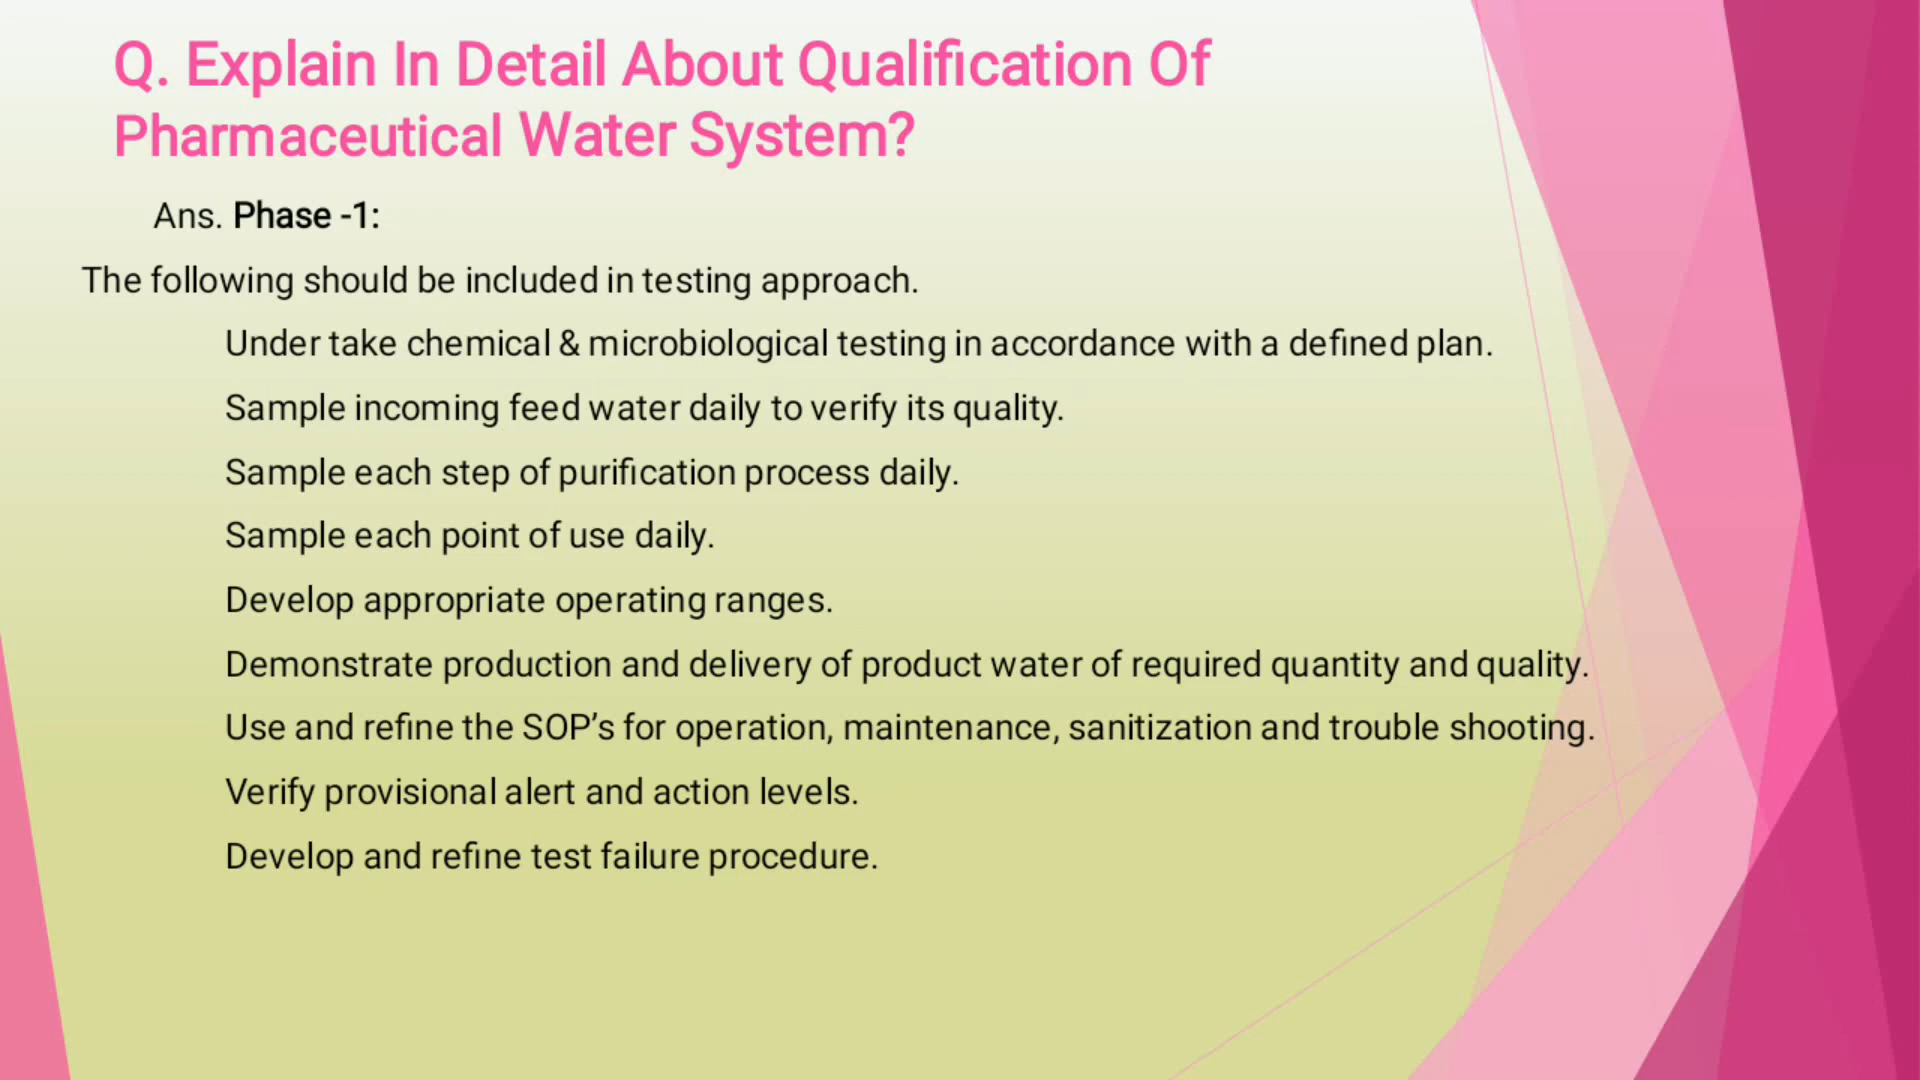 Q. Explain In Detail About Qualification Of
Pharmaceutical Water System?
Ans. Phase -1:
The following should be included in testing approach.
Under take chemical & microbiological testing in accordance with a defined plan.
Sample incoming feed water daily to verify its quality.
Sample each step of purification process daily.
Sample each point of use daily.
Develop appropriate operating ranges.
Demonstrate production and delivery of product water of required quantity and quality.
Use and refine the SOP’s for operation, maintenance, sanitization and trouble shooting.
Verify provisional alert and action levels.
Develop and refine test failure procedure.